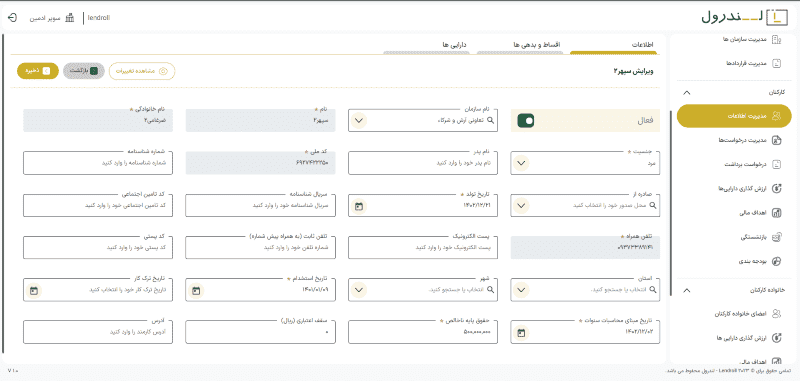 لـــندرول
lendroll
سوپر ادمین
مدیریت سازمان ها
مدیریت قراردادها
کارکنان
مدیریت اطلاعات
مدیریت درخواست‌ها
درخواست برداشت
ارزش گذاری دارایی‌ها
اهداف مالی
بازنشستگی
بودجه بندی
خانواده کارکنان
اعضای خانواده کارکنان
ارزش گذاری دارایی ها
اهداف مالی
اطلاعات
اقساط و بدهی ها
دارایی ها
ویرایش سپهر۲
مشاهده تغییرات
بازگشت
ذخیره
فعال
نام سازمان
تعاونی آرش و شرکاء
نام *
سپهر۲
نام خانوادگی *
ضرغامی۲
جنسیت *
مرد
نام پدر
نام پدر خود را وارد کنید
کد ملی *
۶۹۲۷۴۲۲۲۵۰
شماره شناسنامه
شماره شناسنامه را وارد کنید
صادره از
محل صدور خود را انتخاب کنید
تاریخ تولد *
۱۴۰۲/۱۲/۲۱
سریال شناسنامه
سریال شناسنامه خود را وارد کنید
کد تامین اجتماعی
کد تامین اجتماعی خود را وارد کنید
تلفن همراه *
۰۹۳۷۳۳۸۹۱۴۱
پست الکترونیک
پست الکترونیک خود را وارد کنید
تلفن ثابت (به همراه پیش شماره)
شماره تلفن خود را وارد کنید
کد پستی
کد پستی خود را وارد کنید
استان
انتخاب یا جستجو کنید.
شهر
انتخاب یا جستجو کنید.
تاریخ استخدام *
۱۴۰۱/۰۱/۰۹
تاریخ ترک کار
تاریخ ترک کار خود را انتخاب کنید
تاریخ مبنای محاسبات سنوات *
۱۴۰۲/۱۲/۰۲
حقوق پایه ناخالص *
۵۰۰,۰۰۰,۰۰۰
سقف اعتباری (ریال)
۰
آدرس
آدرس کارمند را وارد کنید
تمامی حقوق برای © ۲۰۲۳ Lendroll - لندرول محفوظ می باشد.
۷.۱.۰